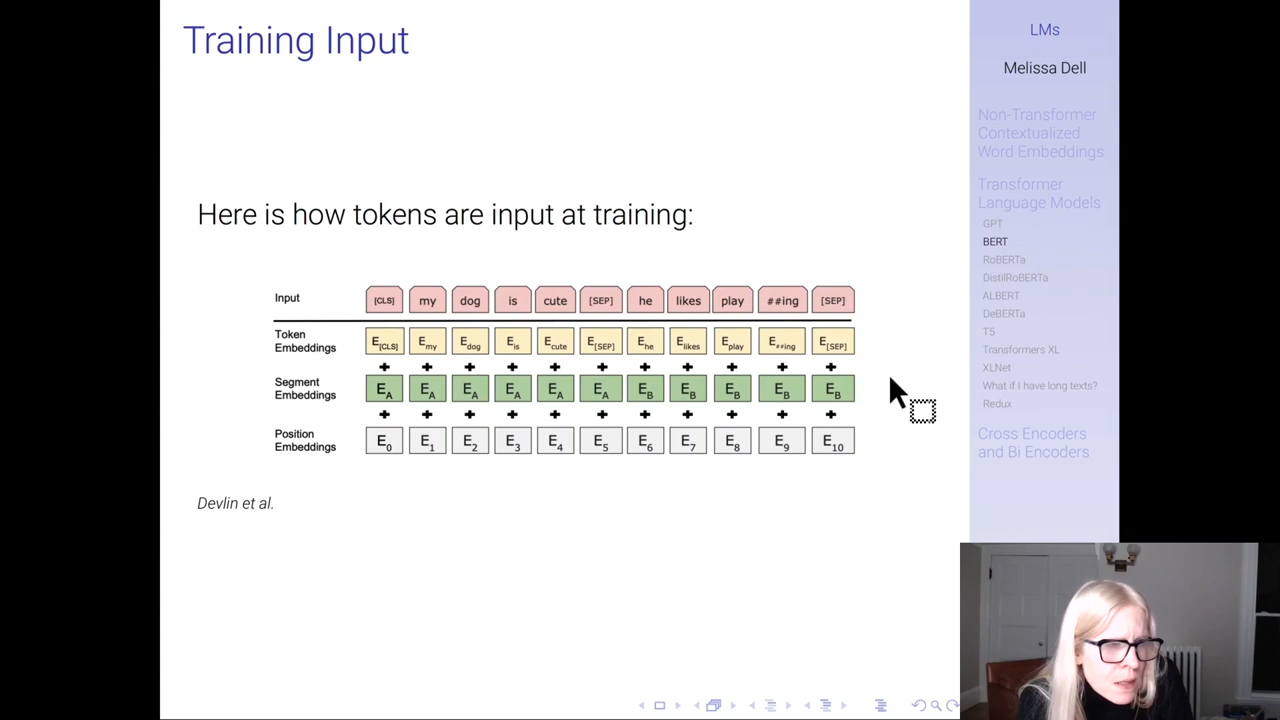 Training Input
Here is how tokens are input at training:
Input [CLS] my dog is cute [SEP] he likes play ##ing [SEP]
Token Embeddings E[CLS] Emy Edog Eis Ecute E[SEP] Ehe Elikes Eplay E##ing E[SEP]
+ + + + + + + + + + +
Segment Embeddings EA EA EA EA EA EA EB EB EB EB EB
+ + + + + + + + + + +
Position Embeddings E0 E1 E2 E3 E4 E5 E6 E7 E8 E9 E10
Devlin et al.
LMs
Melissa Dell
Non-Transformer
Contextualized
Word Embeddings
Transformer
Language Models
GPT
BERT
RoBERTa
DistilRoBERTa
ALBERT
DeBERTa
T5
Transformers XL
XLNet
What if I have long texts?
Redux
Cross Encoders
and Bi Encoders